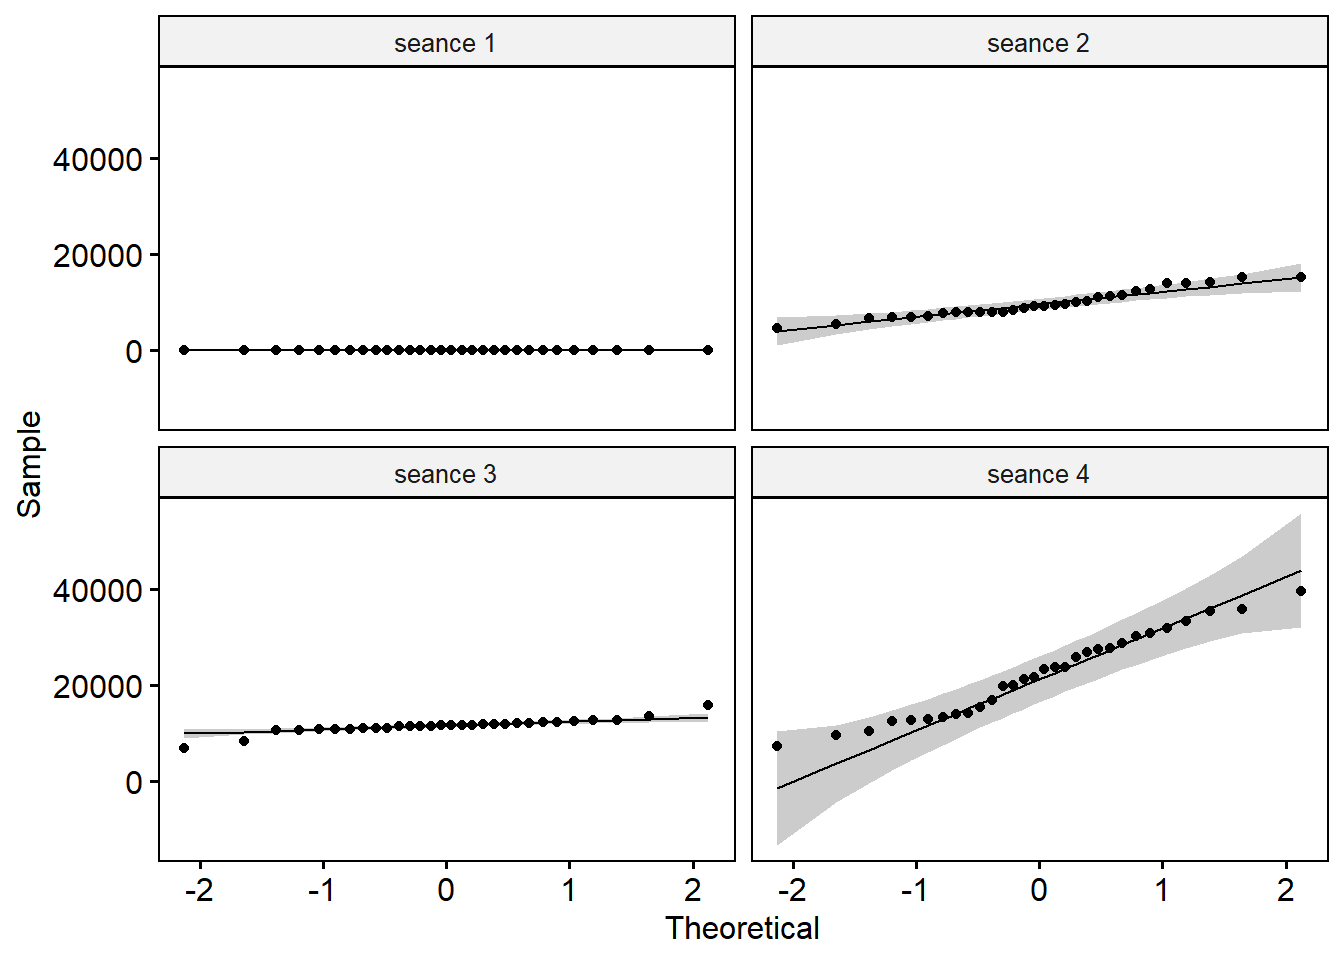 seance 1
seance 2
40000
20000
0
Sample
seance 3
seance 4
40000
20000
0
-2 -1 0 1 2 -2 -1 0 1 2
Theoretical